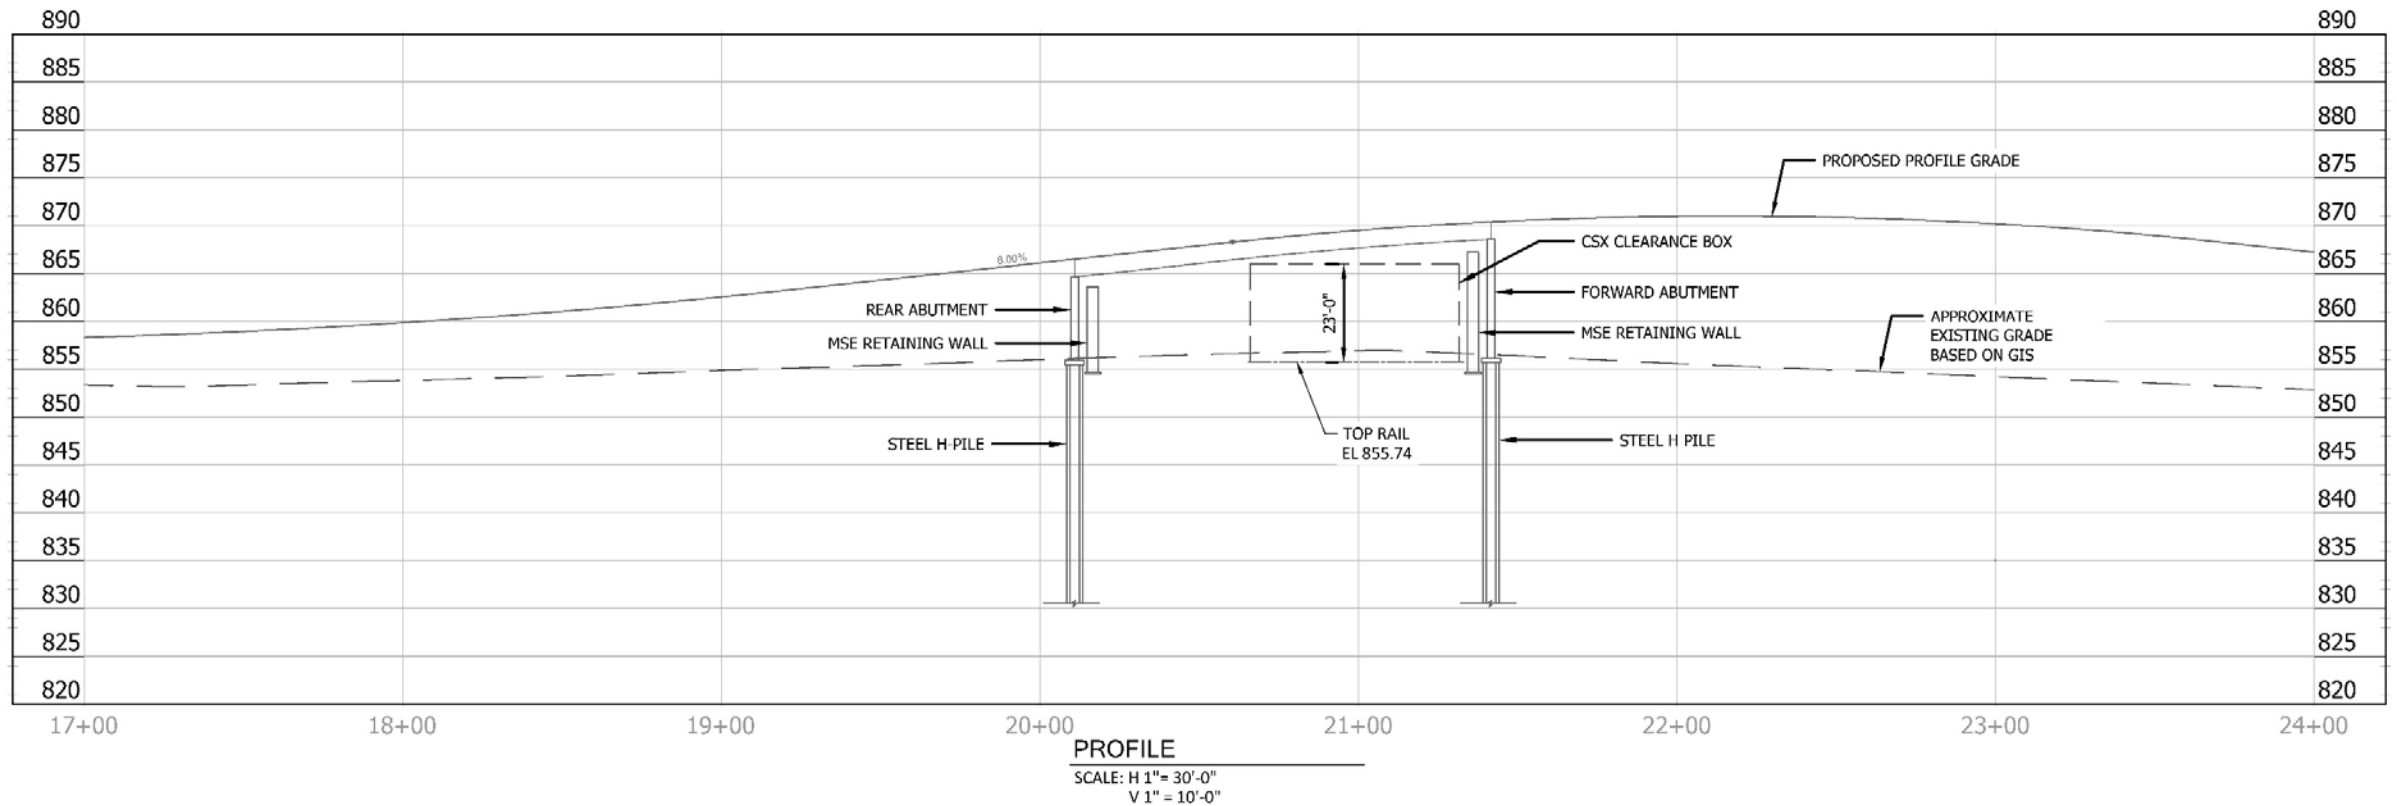 890
890
885
885
880
880
875
PROPOSED PROFILE GRADE
875
870
870
CSX CLEARANCE BOX
6.00%
865
865
REAR ABUTMENT
23'-0"
FORWARD ABUTMENT
860
APPROXIMATE
860
EXISTING GRADE
MSE RETAINING WALL
MSE RETAINING WALL
BASED ON GIS
855
855
850
850
TOP RAIL
EL 855.74
STEEL H-PILE
STEEL H PILE
845
845
840
840
835
835
830
830
825
825
820
820
17+00 18+00 19+00 20+00 21+00 22+00 23+00 24+00
PROFILE
SCALE: H 1"= 30'-0"
V 1" = 10'-0"